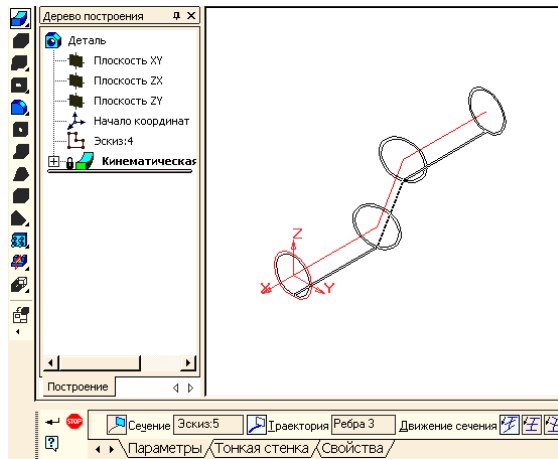 Дерево построения
Деталь
Плоскость XY
Плоскость ZX
Плоскость ZY
Начало координат
Эскиз:4
Кинематическая
Z
X
Y
Построение
STOP
Сечение
Эскиз:5
Траектория
Ребра 3
Движение сечения
Параметры
Тонкая стенка
Свойства